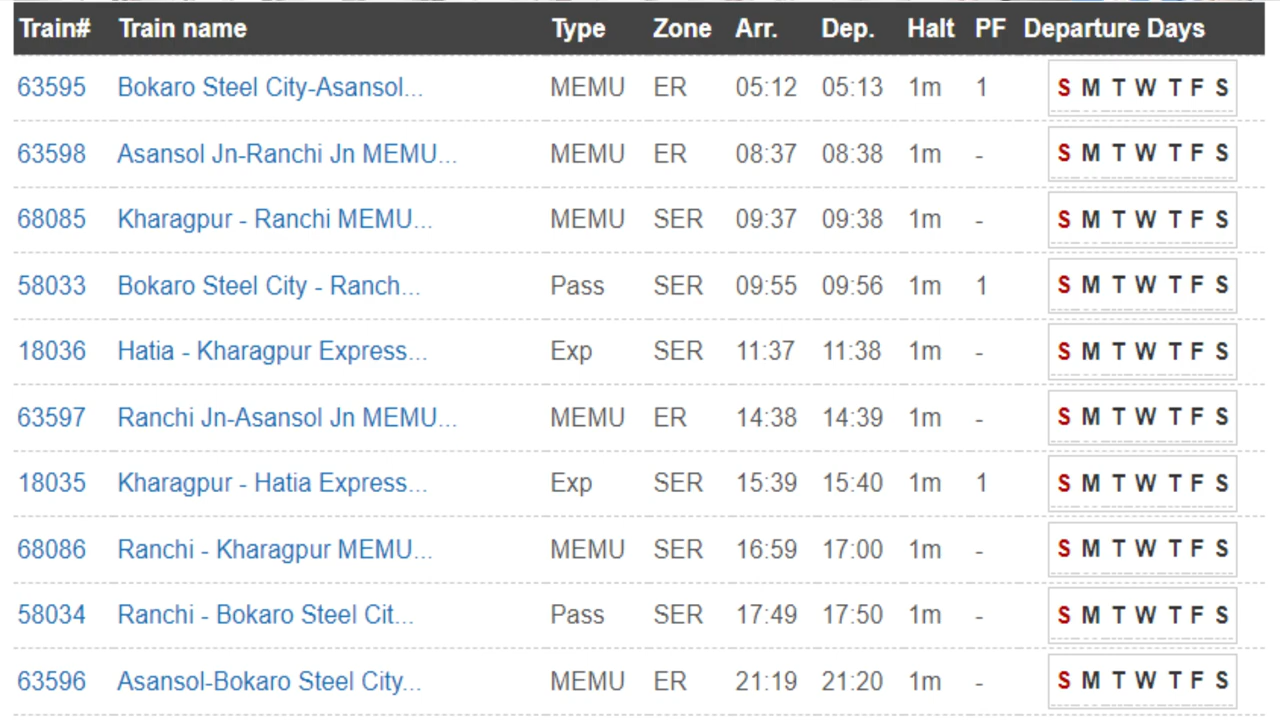 Train# Train name Type Zone Arr. Dep. Halt PF Departure Days
63595 Bokaro Steel City-Asansol... MEMU ER 05:12 05:13 1m 1 S M T W T F S
63598 Asansol Jn-Ranchi Jn MEMU... MEMU ER 08:37 08:38 1m - S M T W T F S
68085 Kharagpur - Ranchi MEMU... MEMU SER 09:37 09:38 1m - S M T W T F S
58033 Bokaro Steel City - Ranch... Pass SER 09:55 09:56 1m 1 S M T W T F S
18036 Hatia - Kharagpur Express... Exp SER 11:37 11:38 1m - S M T W T F S
63597 Ranchi Jn-Asansol Jn MEMU... MEMU ER 14:38 14:39 1m - S M T W T F S
18035 Kharagpur - Hatia Express... Exp SER 15:39 15:40 1m 1 S M T W T F S
68086 Ranchi - Kharagpur MEMU... MEMU SER 16:59 17:00 1m - S M T W T F S
58034 Ranchi - Bokaro Steel Cit... Pass SER 17:49 17:50 1m - S M T W T F S
63596 Asansol-Bokaro Steel City... MEMU ER 21:19 21:20 1m - S M T W T F S